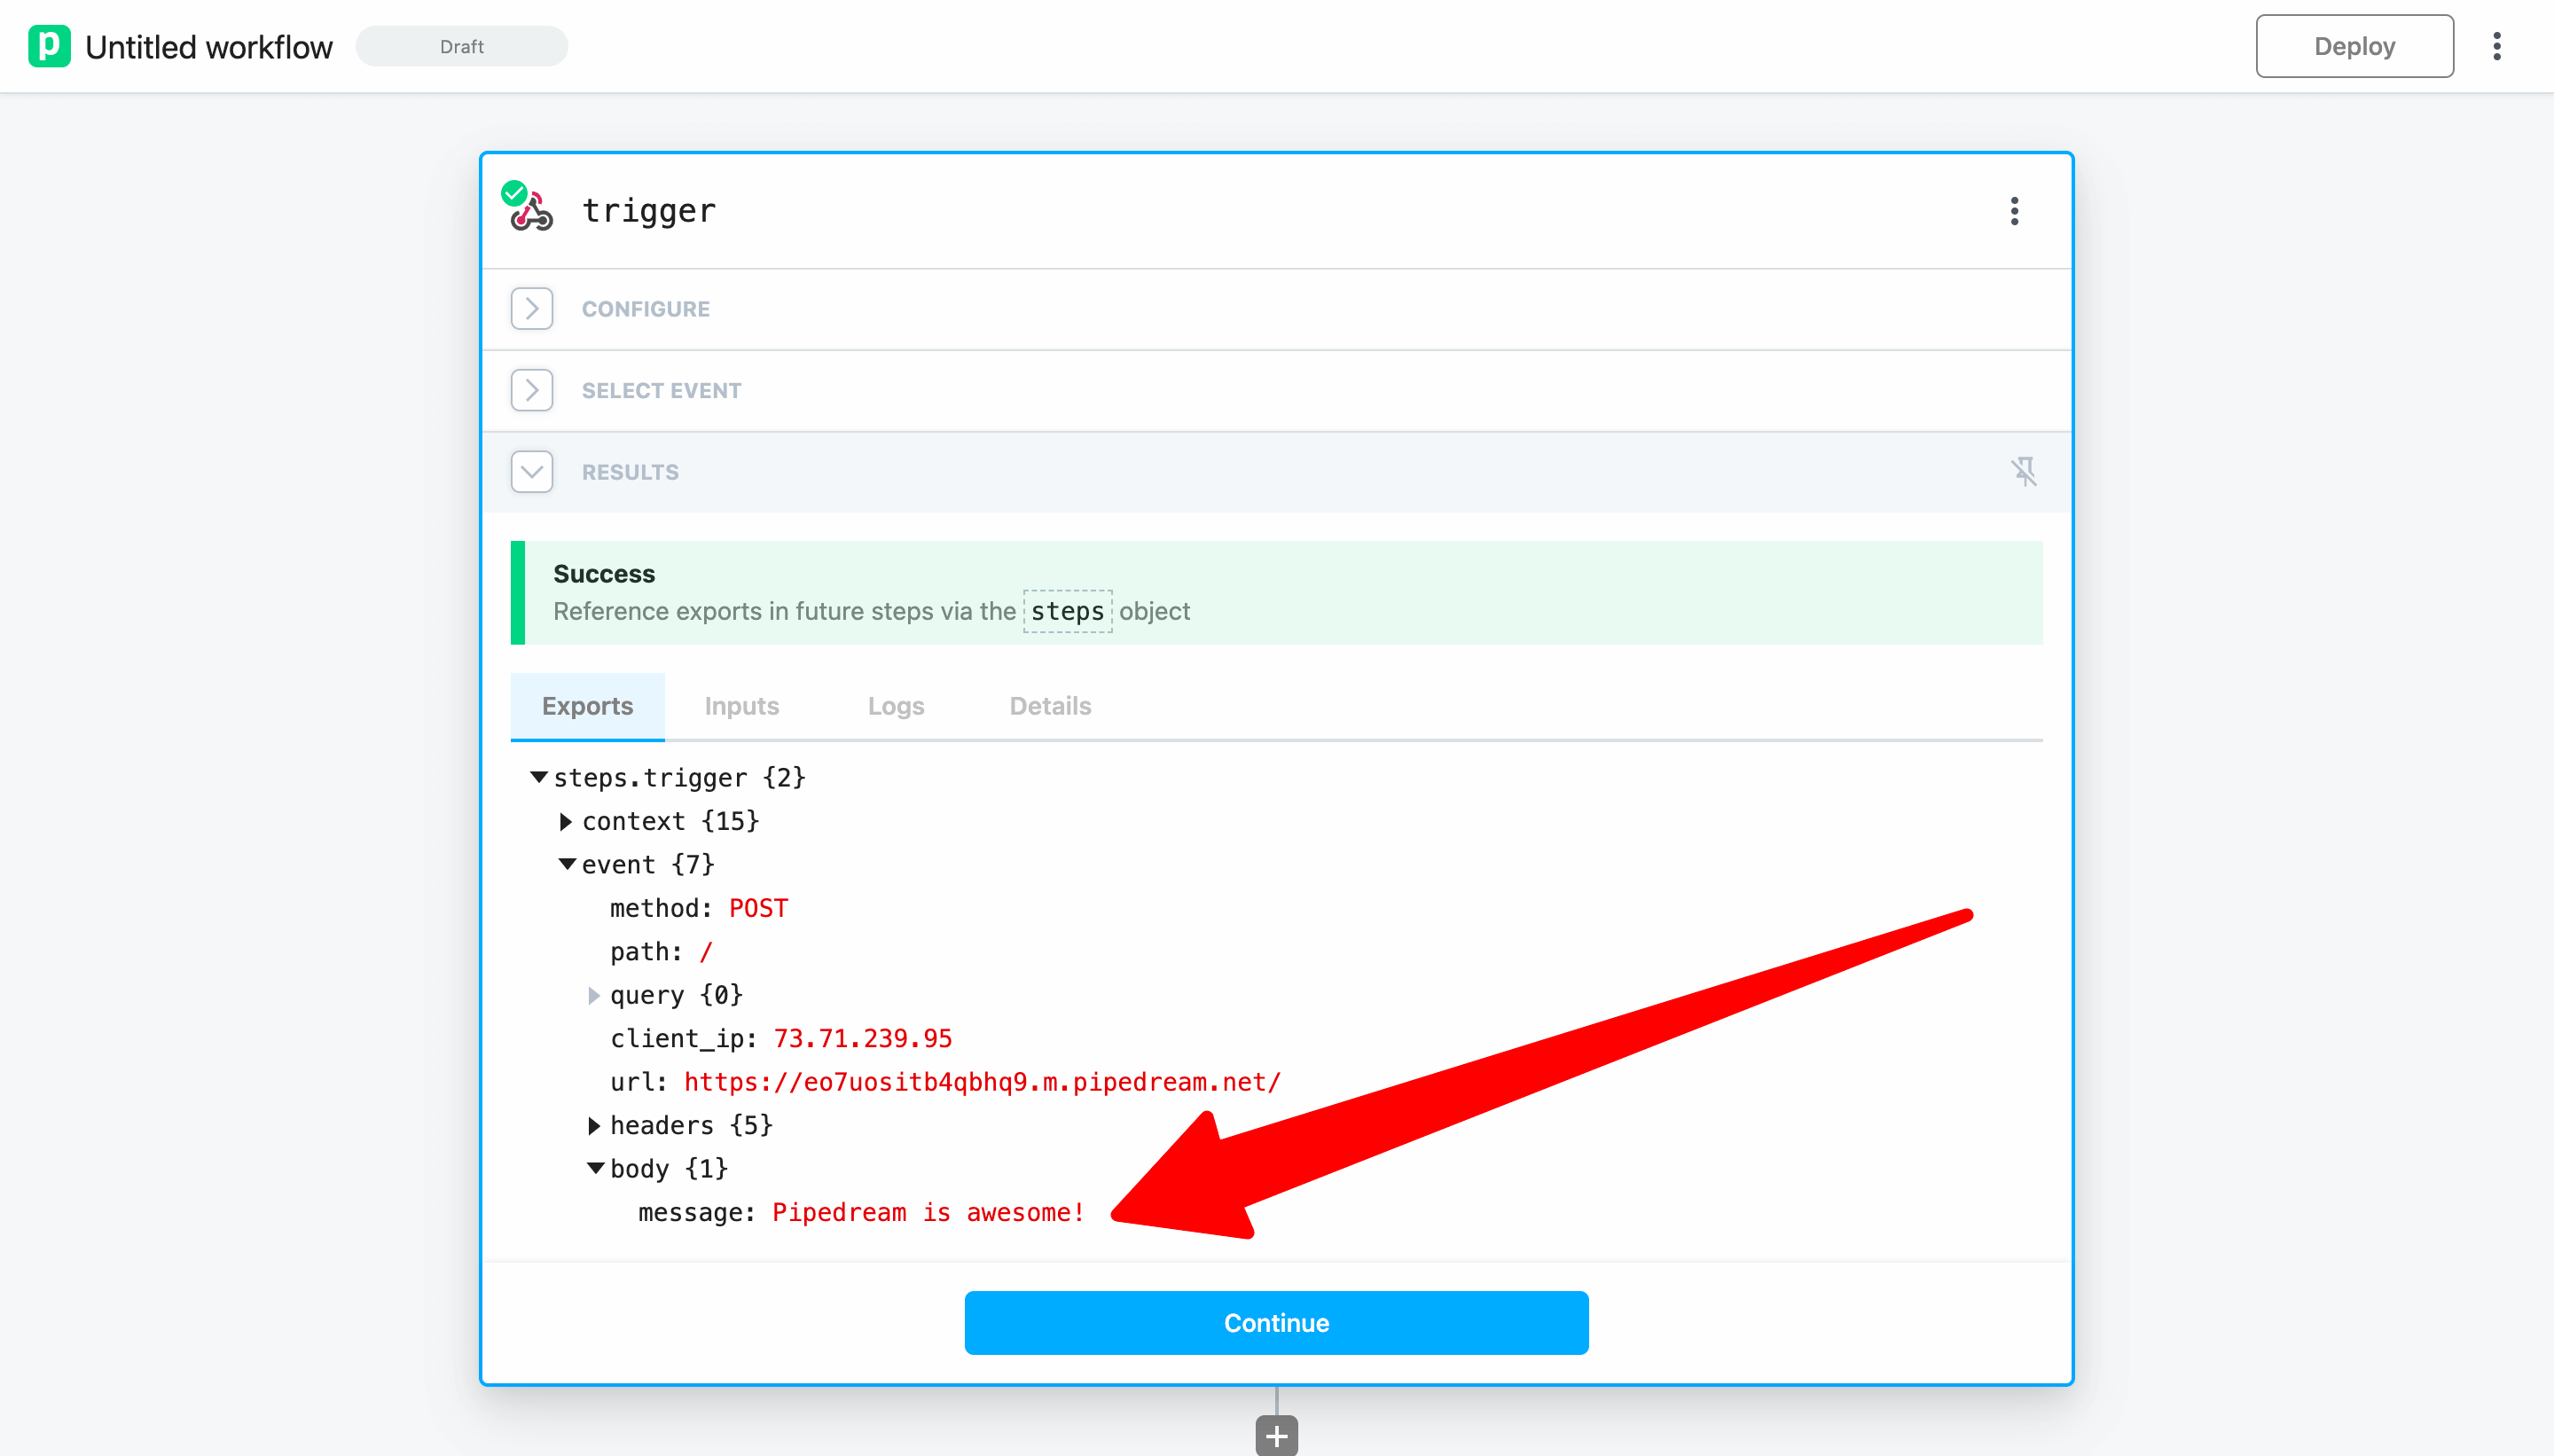 p Untitled workflow Draft Deploy
trigger
CONFIGURE
SELECT EVENT
RESULTS
Success
Reference exports in future steps via the steps object
Exports Inputs Logs Details
steps.trigger {2}
context {15}
event {7}
method: POST
path: /
query {0}
client_ip: 73.71.239.95
url: https://eo7uositb4qbhq9.m.pipedream.net/
headers {5}
body {1}
message: Pipedream is awesome!
Continue